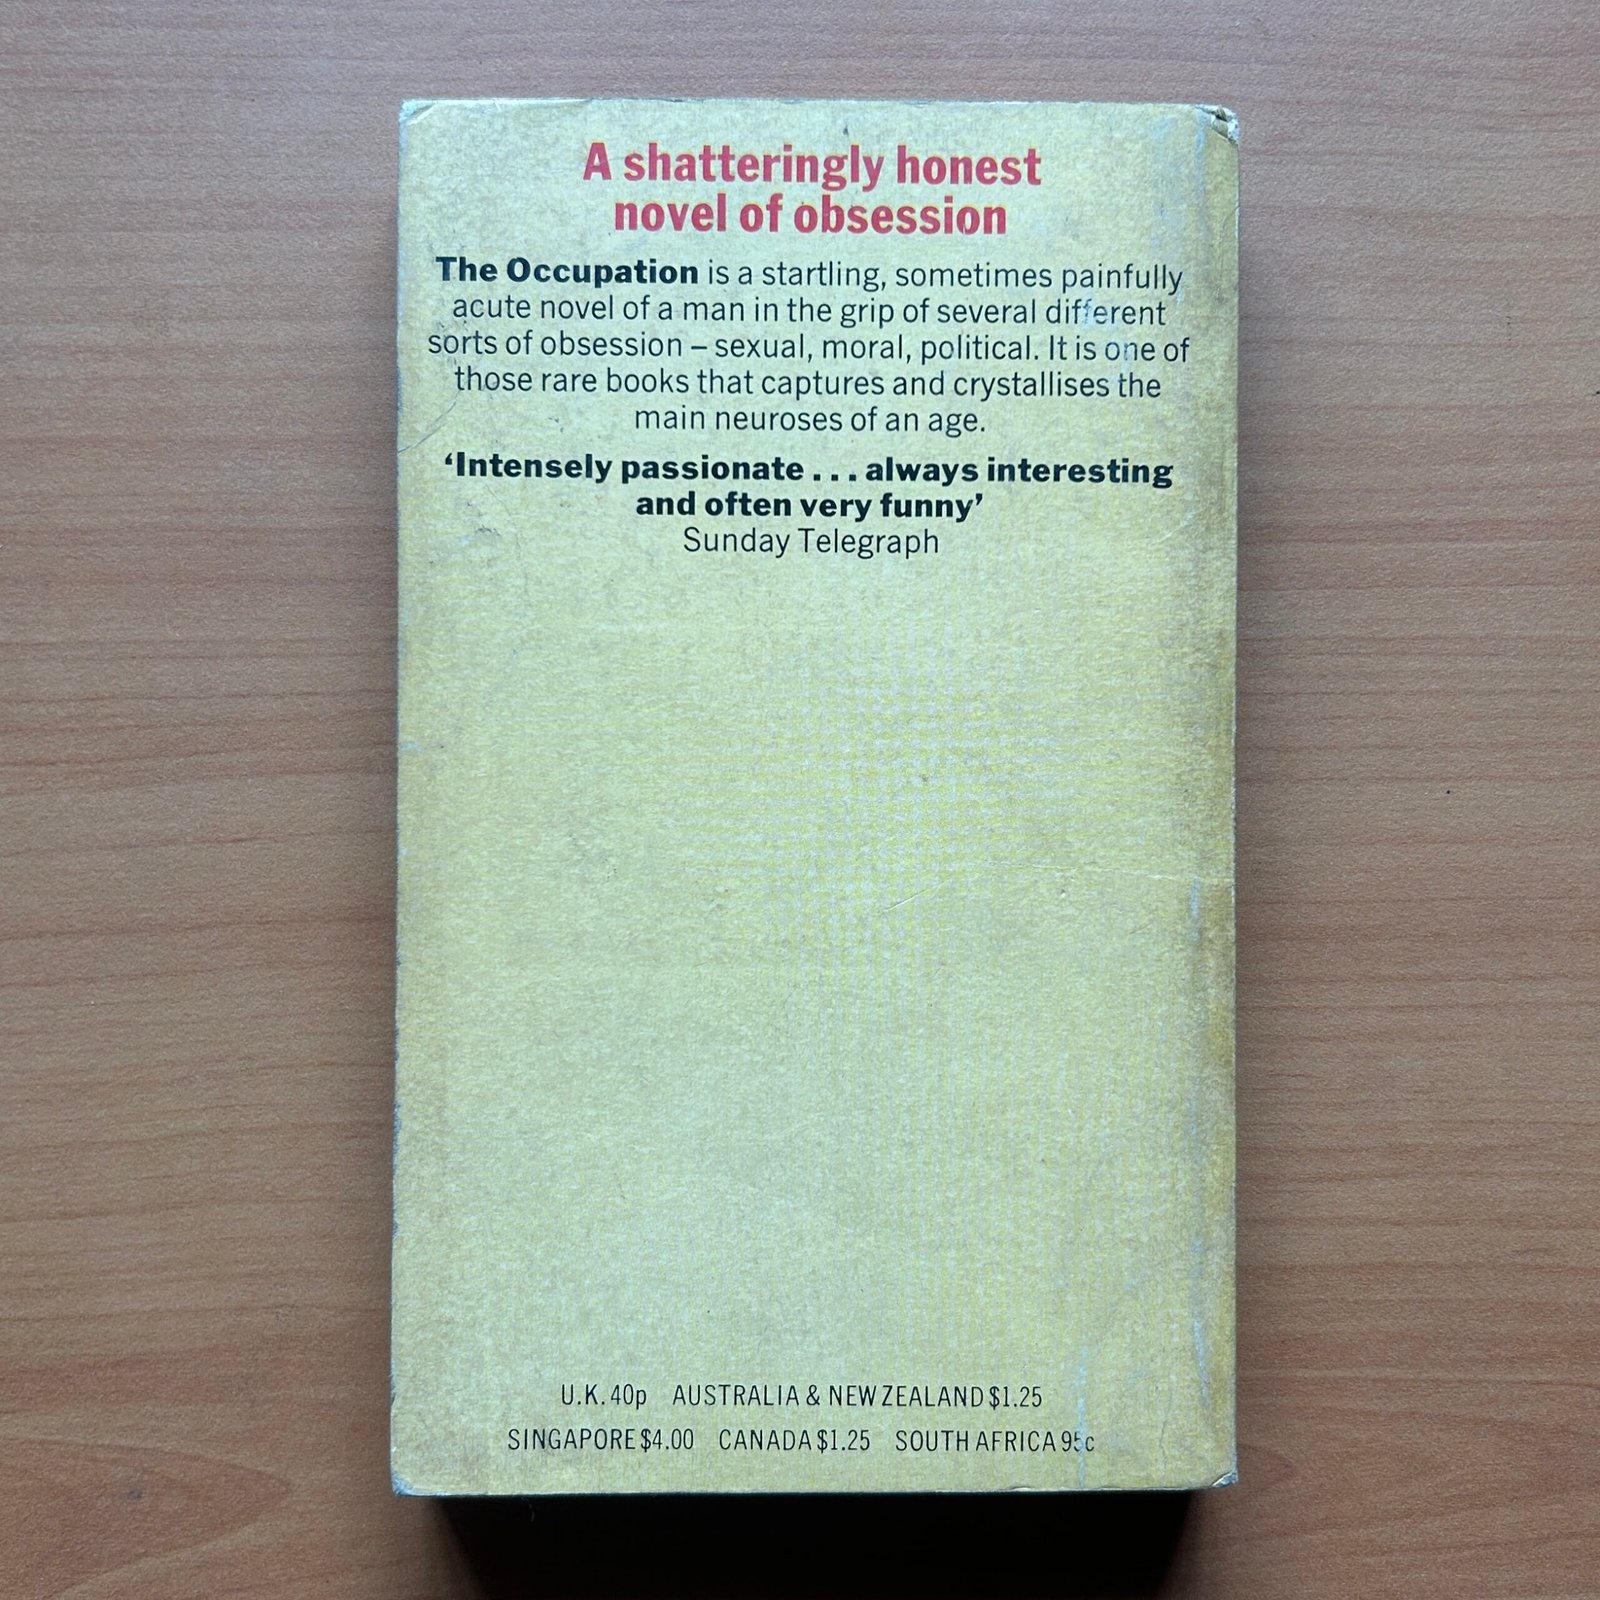 A shatteringly honest
novel of obsession
The Occupation is a startling, sometimes painfully
acute novel of a man in the grip of several different
sorts of obsession – sexual, moral, political. It is one of
those rare books that captures and crystallises the
main neuroses of an age.
‘Intensely passionate . . . always interesting
and often very funny’
Sunday Telegraph
U.K. 40p AUSTRALIA & NEW ZEALAND $1.25
SINGAPORE $4.00 CANADA $1.25 SOUTH AFRICA 95c